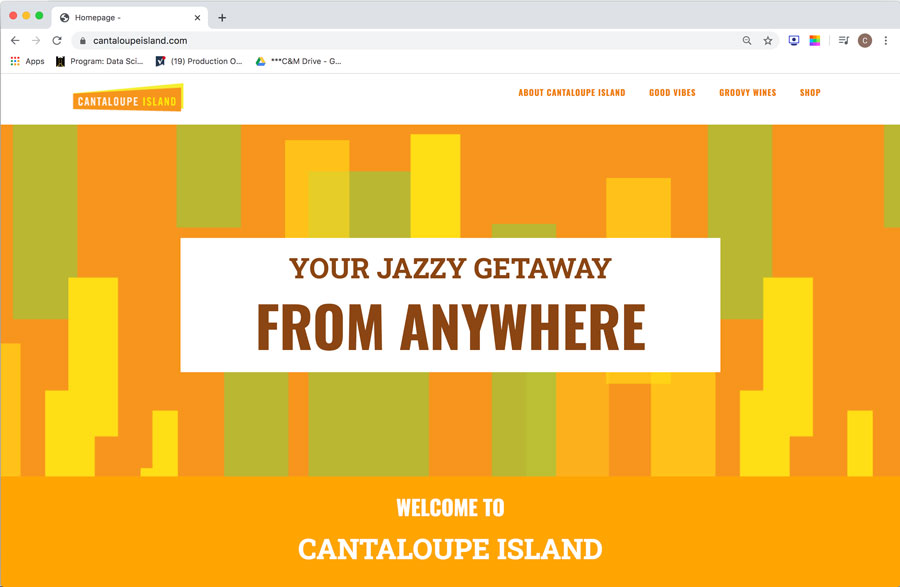 Homepage -
cantaloupeisland.com
C
Apps
Program: Data Sci...
(19) Production O...
***C&M Drive - G...
CANTALOUPE ISLAND
ABOUT CANTALOUPE ISLAND
GOOD VIBES
GROOVY WINES
SHOP
YOUR JAZZY GETAWAY
FROM ANYWHERE
WELCOME TO
CANTALOUPE ISLAND